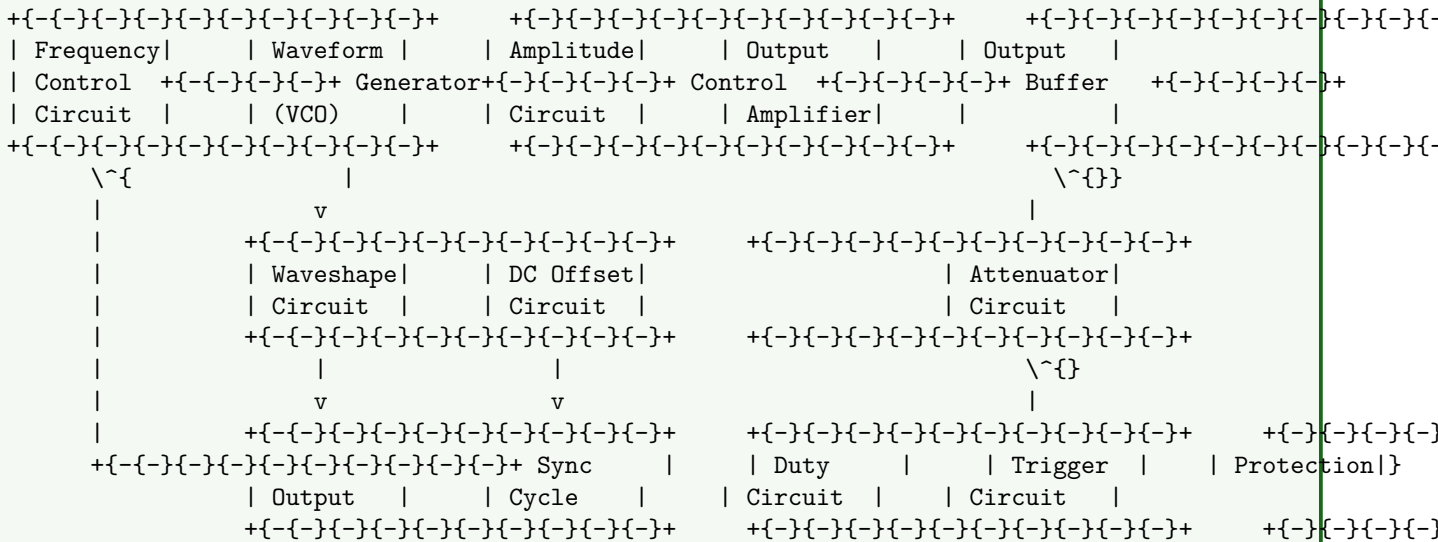 +{-{-}{-}{-}{-}{-}{-}{-}{-}+ +{-}{-}{-}{-}{-}{-}{-}{-}{-}+ +{-}{-}{-}{-}{-}{-}{-}{-}{-
| Frequency| | Waveform | | Amplitude| | Output | | Output |
| Control +{-{-}{-}{-}+ Generator+{-}{-}{-}{-}+ Control +{-}{-}{-}{-}+ Buffer +{-}{-}{-}{-}+
| Circuit | | (VCO) | | Circuit | | Amplifier| | |
+{-{-}{-}{-}{-}{-}{-}{-}{-}+ +{-}{-}{-}{-}{-}{-}{-}{-}{-}+ +{-}{-}{-}{-}{-}{-}{-}{-}{-
\^{ | \^{}}
| v |
| +{-{-}{-}{-}{-}{-}{-}{-}{-}+ +{-}{-}{-}{-}{-}{-}{-}{-}{-}+
| | Waveshape| | DC Offset| | Attenuator|
| | Circuit | | Circuit | | Circuit |
| +{-{-}{-}{-}{-}{-}{-}{-}{-}+ +{-}{-}{-}{-}{-}{-}{-}{-}{-}+
| | | \^{}
| v v |
| +{-{-}{-}{-}{-}{-}{-}{-}{-}+ +{-}{-}{-}{-}{-}{-}{-}{-}{-}+ +{-}{-}{-}{-}
+{-{-}{-}{-}{-}{-}{-}{-}{-}+ Sync | | Duty | | Trigger | | Protection|}
| Output | | Cycle | | Circuit | | Circuit |
+{-{-}{-}{-}{-}{-}{-}{-}{-}+ +{-}{-}{-}{-}{-}{-}{-}{-}{-}+ +{-}{-}{-}{-}